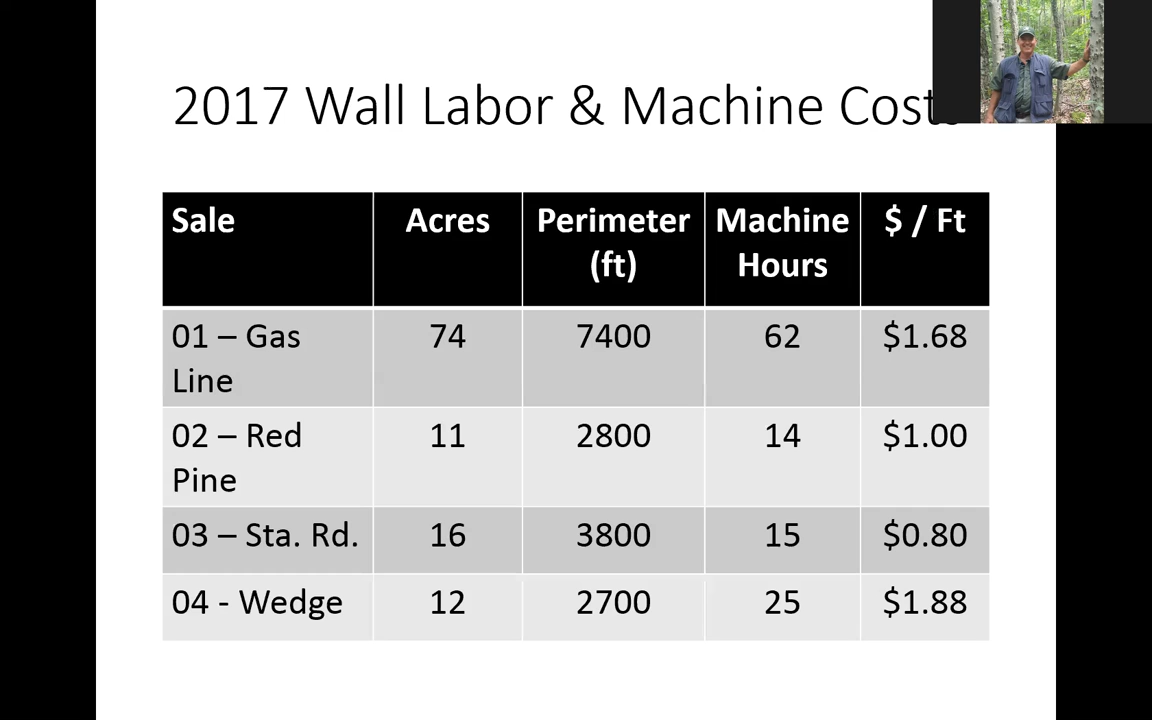 2017 Wall Labor & Machine Costs
Sale Acres Perimeter (ft) Machine Hours $ / Ft
01 – Gas Line 74 7400 62 $1.68
02 – Red Pine 11 2800 14 $1.00
03 – Sta. Rd. 16 3800 15 $0.80
04 - Wedge 12 2700 25 $1.88